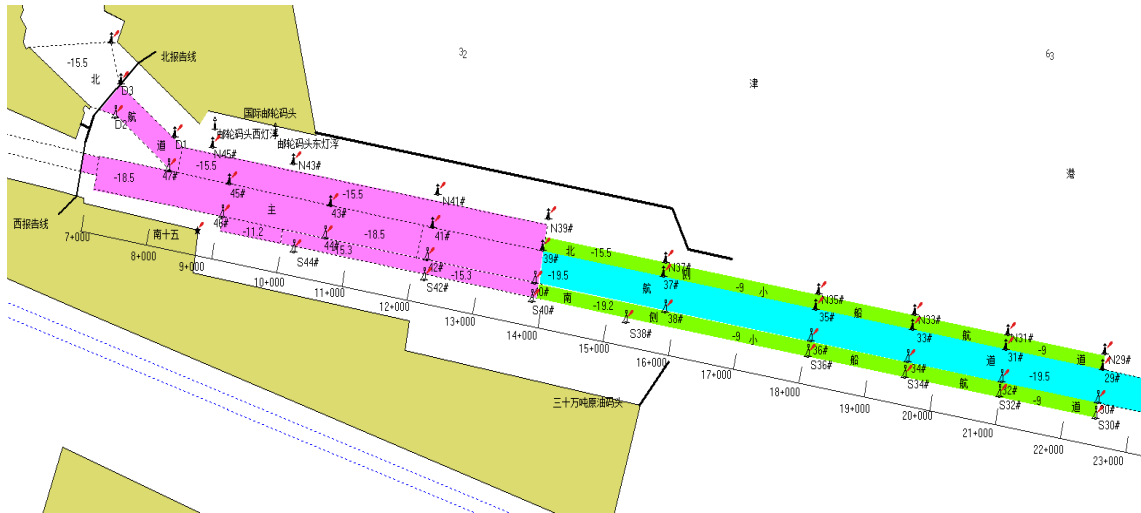 3₂
6₃
津
港
-15.5
北报告线
北
D3
航
D2
国际邮轮码头
邮轮码头西灯浮
邮轮码头东灯浮
道
D1
N45#
N43#
47#
-15.5
-15.5
-18.5
45#
N41#
主
43#
N39#
46#
-11.2
44#
-18.5
41#
西报告线
南十五
S44#
-15.3
42#
39#
北
-15.5
S42#
-15.3
-19.5
航
侧
N37#
37#
40#
S40#
南
-19.2
侧
38#
-9
小
N35#
35#
船
N33#
33#
航
N31#
31#
-9
道
N29#
29#
S38#
-9
小
36#
S36#
船
34#
S34#
航
道
-19.5
32#
S32#
-9
道
30#
S30#
7+000
8+000
9+000
10+000
11+000
12+000
13+000
14+000
15+000
16+000
17+000
18+000
19+000
20+000
21+000
22+000
23+000
三十万吨原油码头